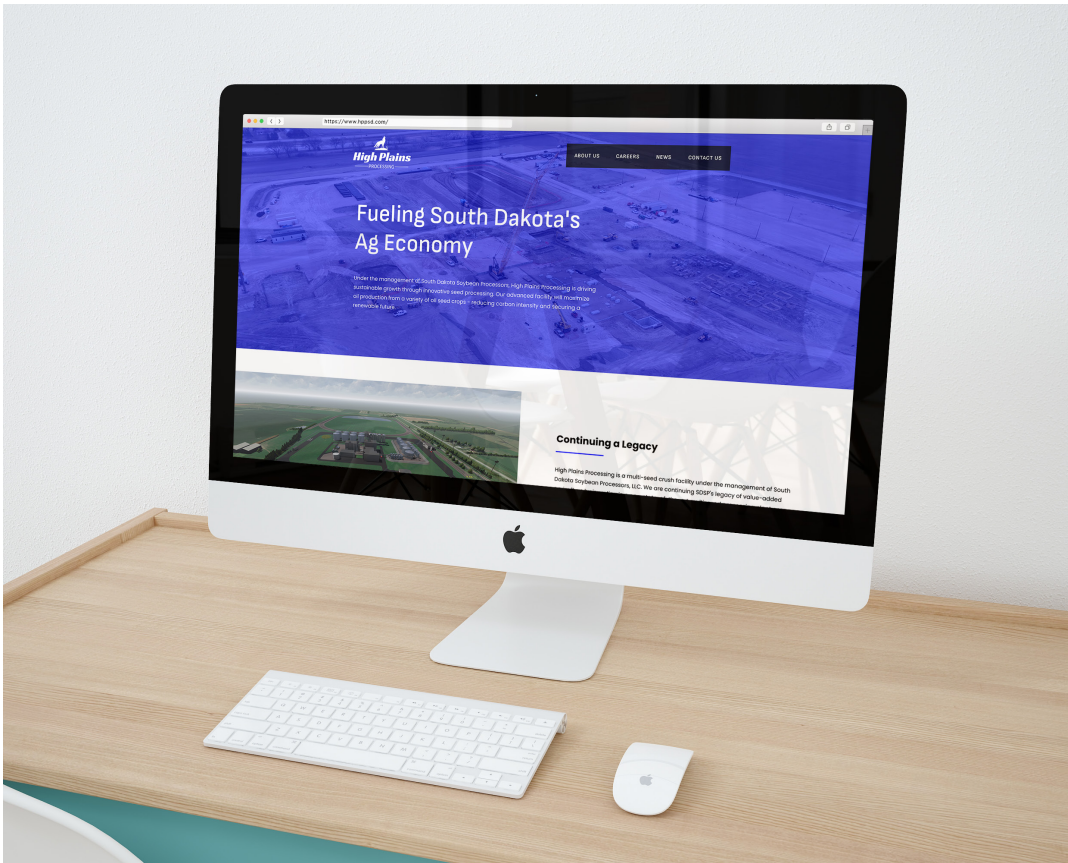 https://www.hppsd.com/
High Plains
PROCESSING
ABOUT US CAREERS NEWS CONTACT US
Fueling South Dakota's
Ag Economy
Under the management of South Dakota Soybean Processors, High Plains Processing is driving
sustainable growth through innovative seed processing. Our advanced facility will maximize
oil production from a variety of oil seed crops - reducing carbon intensity and securing a
renewable future.
Continuing a Legacy
High Plains Processing is a multi-seed crush facility under the management of South
Dakota Soybean Processors, LLC. We are continuing SDSP's legacy of value-added